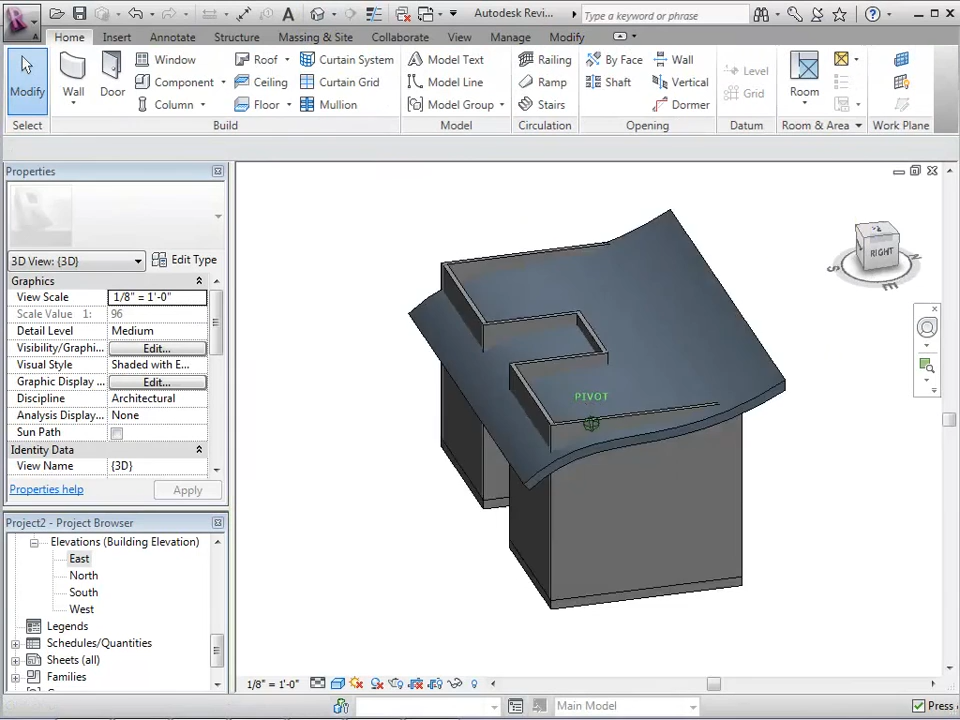 Autodesk Revi...
Type a keyword or phrase
Home Insert Annotate Structure Massing & Site Collaborate View Manage Modify
Modify
Wall
Door
Window
Component
Column
Roof
Ceiling
Floor
Curtain System
Curtain Grid
Mullion
Model Text
Model Line
Model Group
Railing
Ramp
Stairs
By Face
Shaft
Wall
Vertical
Dormer
Level
Grid
Room
Select Build Model Circulation Opening Datum Room & Area Work Plane
Properties
3D View: {3D} Edit Type
Graphics
View Scale 1/8" = 1'-0"
Scale Value 1: 96
Detail Level Medium
Visibility/Graphi... Edit...
Visual Style Shaded with E...
Graphic Display ... Edit...
Discipline Architectural
Analysis Display... None
Sun Path
Identity Data
View Name {3D}
Properties help Apply
Project2 - Project Browser
Elevations (Building Elevation)
East
North
South
West
Legends
Schedules/Quantities
Sheets (all)
Families
RIGHT
S
E
N
PIVOT
1/8" = 1'-0"
Main Model
Press